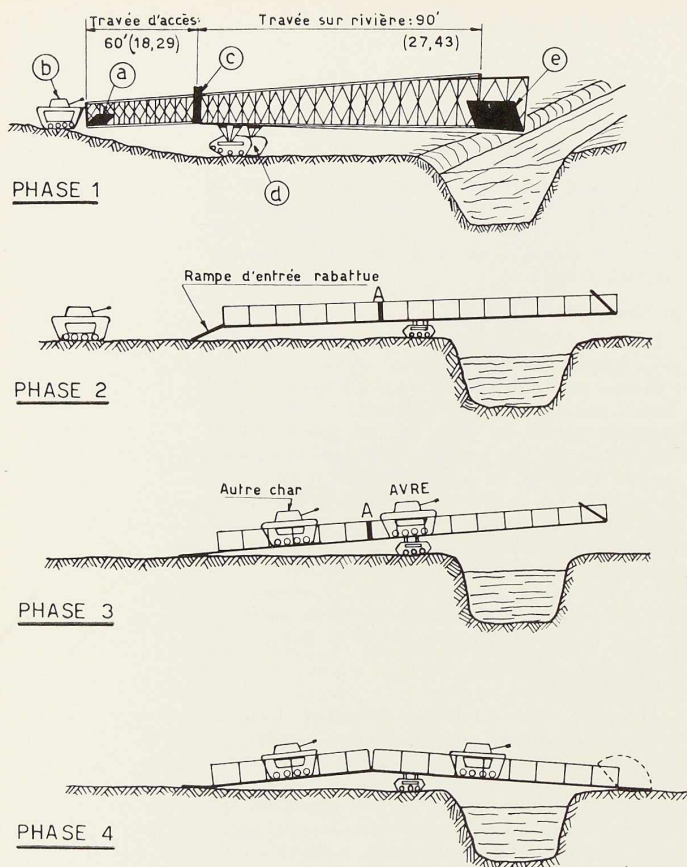 Travée d'accès:
Travée sur rivière: 90'
60' (18,29)
(27,43)
b
a
c
e
d
PHASE 1
Rampe d'entrée rabattue
A
PHASE 2
Autre char
AVRE
A
PHASE 3
PHASE 4